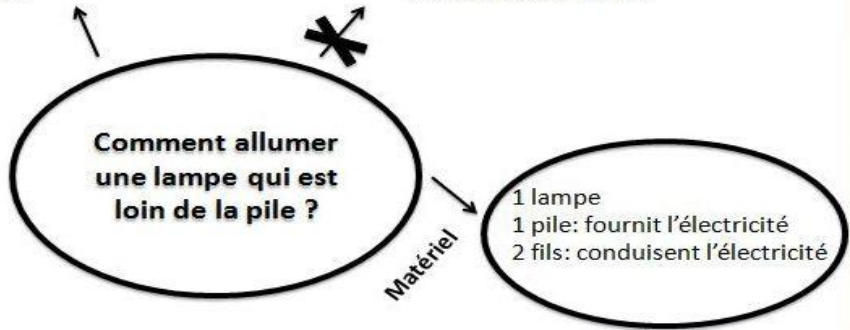 Comment allumer
une lampe qui est
loin de la pile ?
Matériel
1 lampe
1 pile: fournit l'électricité
2 fils: conduisent l'électricité